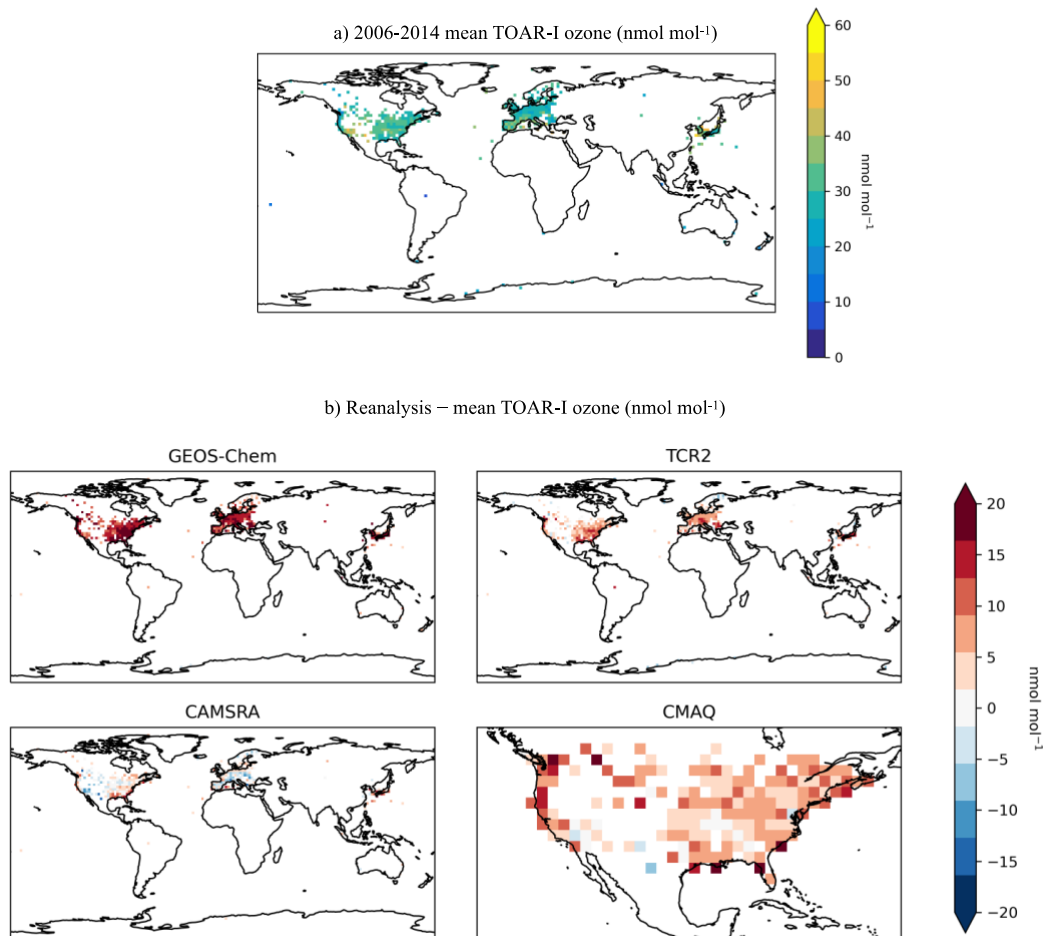 a) 2006-2014 mean TOAR-I ozone (nmol mol-1)
60
50
40
30
20
10
0
nmol mol−1
b) Reanalysis − mean TOAR-I ozone (nmol mol-1)
GEOS-Chem
TCR2
CAMSRA
CMAQ
20
15
10
5
0
−5
−10
−15
−20
nmol mol−1